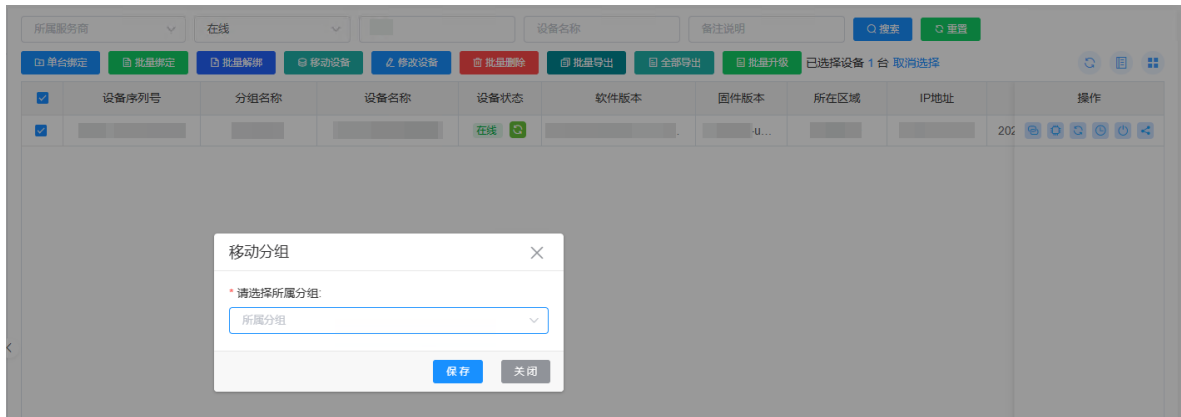 所属服务商 在线 设备名称 备注说明 搜索 重置
单台绑定 批量绑定 批量解绑 移动设备 修改设备 批量删除 批量导出 全部导出 批量升级 已选择设备 1 台 取消选择
设备序列号 分组名称 设备名称 设备状态 软件版本 固件版本 所在区域 IP地址 操作
在线 . -u... 202
移动分组
* 请选择所属分组:
所属分组
保存 关闭